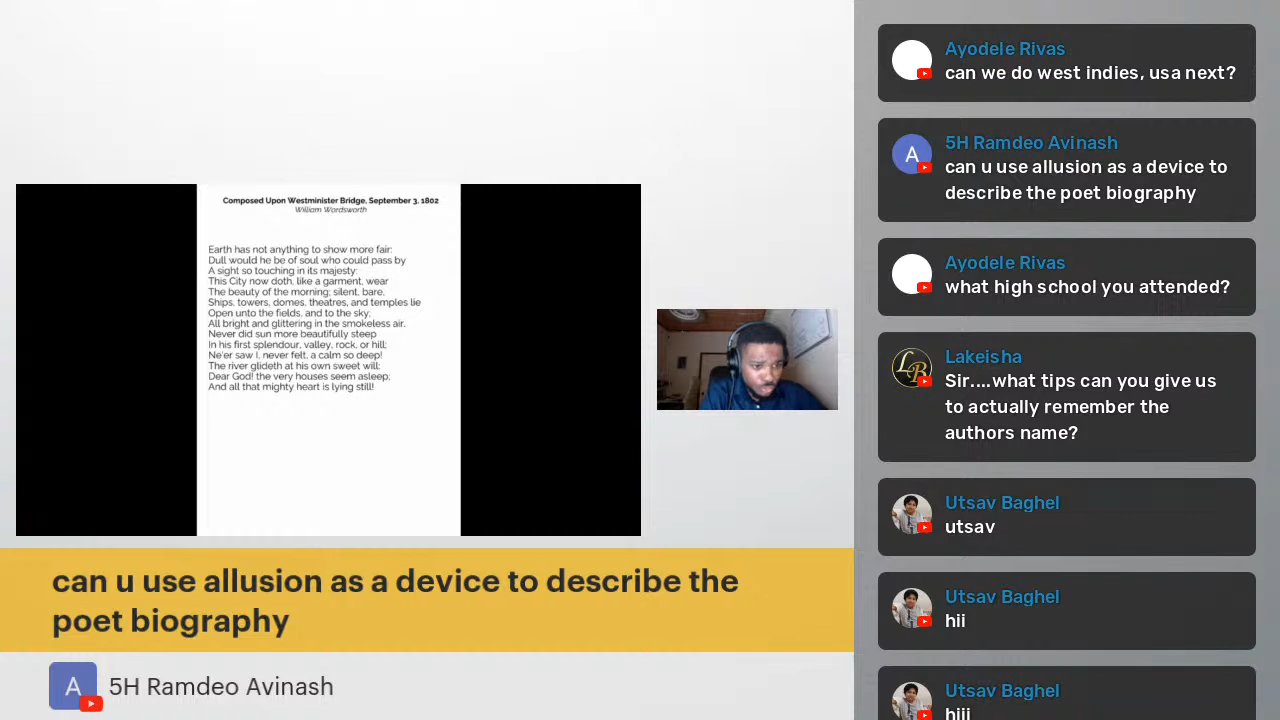 Composed Upon Westminister Bridge, September 3, 1802
William Wordsworth
Earth has not anything to show more fair:
Dull would he be of soul who could pass by
A sight so touching in its majesty:
This City now doth, like a garment, wear
The beauty of the morning; silent, bare,
Ships, towers, domes, theatres, and temples lie
Open unto the fields, and to the sky;
All bright and glittering in the smokeless air.
Never did sun more beautifully steep
In his first splendour, valley, rock, or hill;
Ne'er saw I, never felt, a calm so deep!
The river glideth at his own sweet will:
Dear God! the very houses seem asleep;
And all that mighty heart is lying still!
can u use allusion as a device to describe the
poet biography
A
5H Ramdeo Avinash
Ayodele Rivas
can we do west indies, usa next?
A
5H Ramdeo Avinash
can u use allusion as a device to
describe the poet biography
Ayodele Rivas
what high school you attended?
LB
Lakeisha
Sir....what tips can you give us
to actually remember the
authors name?
Utsav Baghel
utsav
Utsav Baghel
hii
Utsav Baghel
hiii